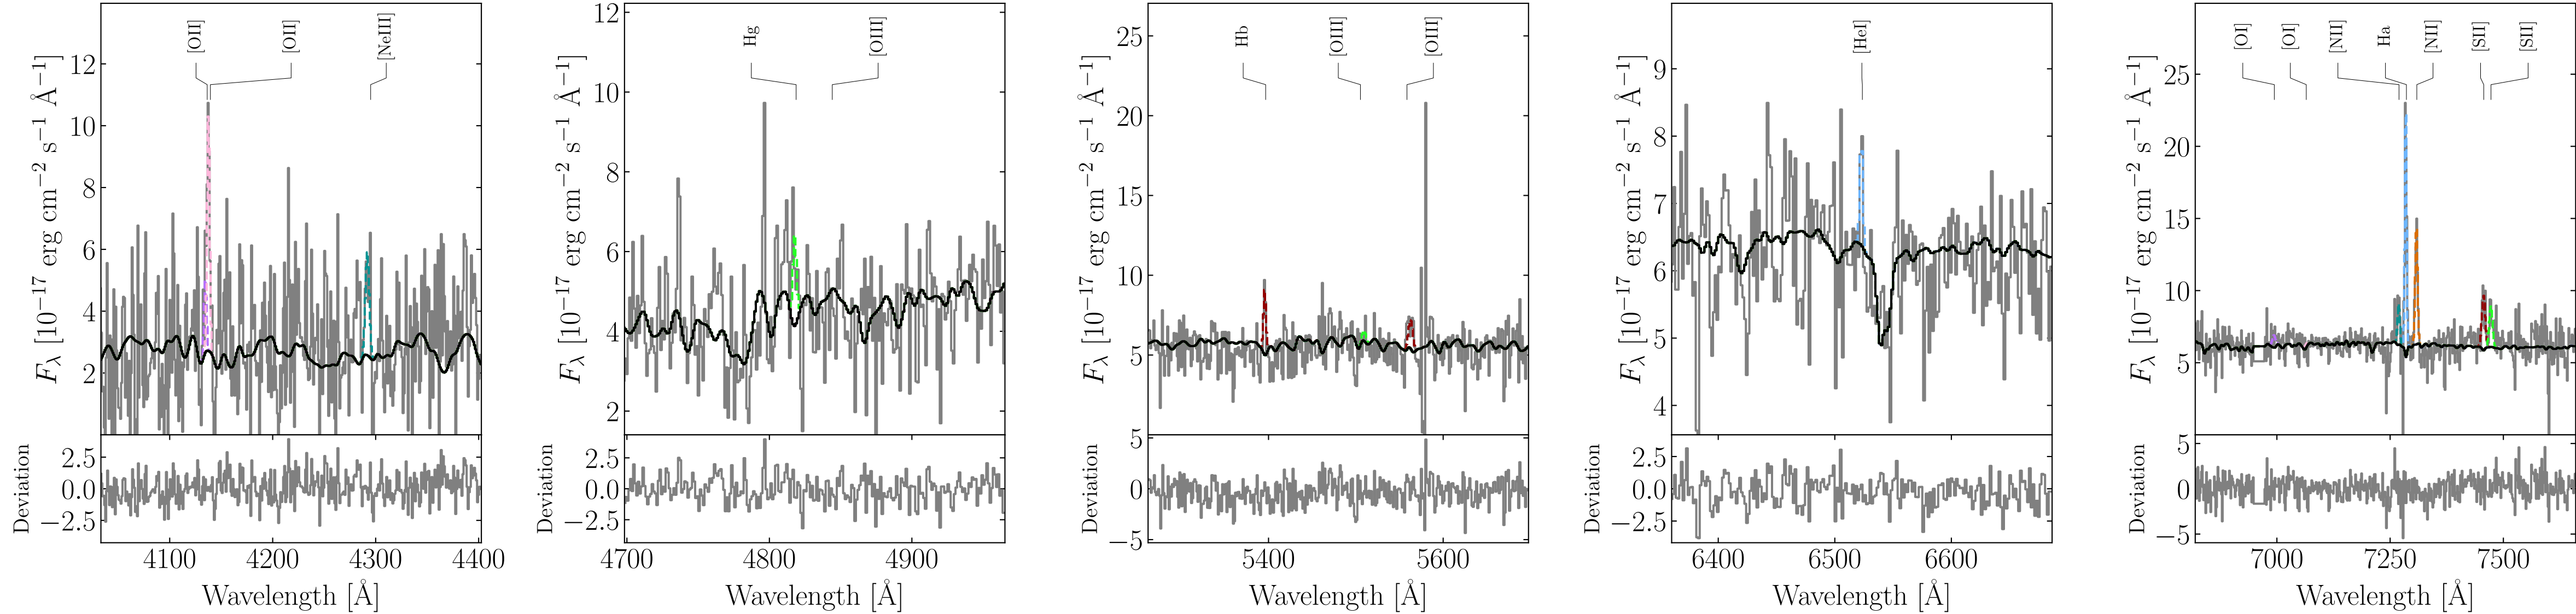 [OII] [OII] [NeIII]
12
10
8
6
4
2
F_λ [10⁻¹⁷ erg cm⁻² s⁻¹ Å⁻¹]
2.5
0.0
−2.5
Deviation
4100 4200 4300 4400
Wavelength [Å]
Hg [OIII]
12
10
8
6
4
2
F_λ [10⁻¹⁷ erg cm⁻² s⁻¹ Å⁻¹]
2.5
0.0
−2.5
Deviation
4700 4800 4900
Wavelength [Å]
Hb [OIII] [OIII]
25
20
15
10
5
F_λ [10⁻¹⁷ erg cm⁻² s⁻¹ Å⁻¹]
5
0
−5
Deviation
5400 5600
Wavelength [Å]
[HeI]
9
8
7
6
5
4
F_λ [10⁻¹⁷ erg cm⁻² s⁻¹ Å⁻¹]
2.5
0.0
−2.5
Deviation
6400 6500 6600
Wavelength [Å]
[OI] [OI] [NII] Ha [NII] [SII] [SII]
25
20
15
10
5
F_λ [10⁻¹⁷ erg cm⁻² s⁻¹ Å⁻¹]
5
0
−5
Deviation
7000 7250 7500
Wavelength [Å]